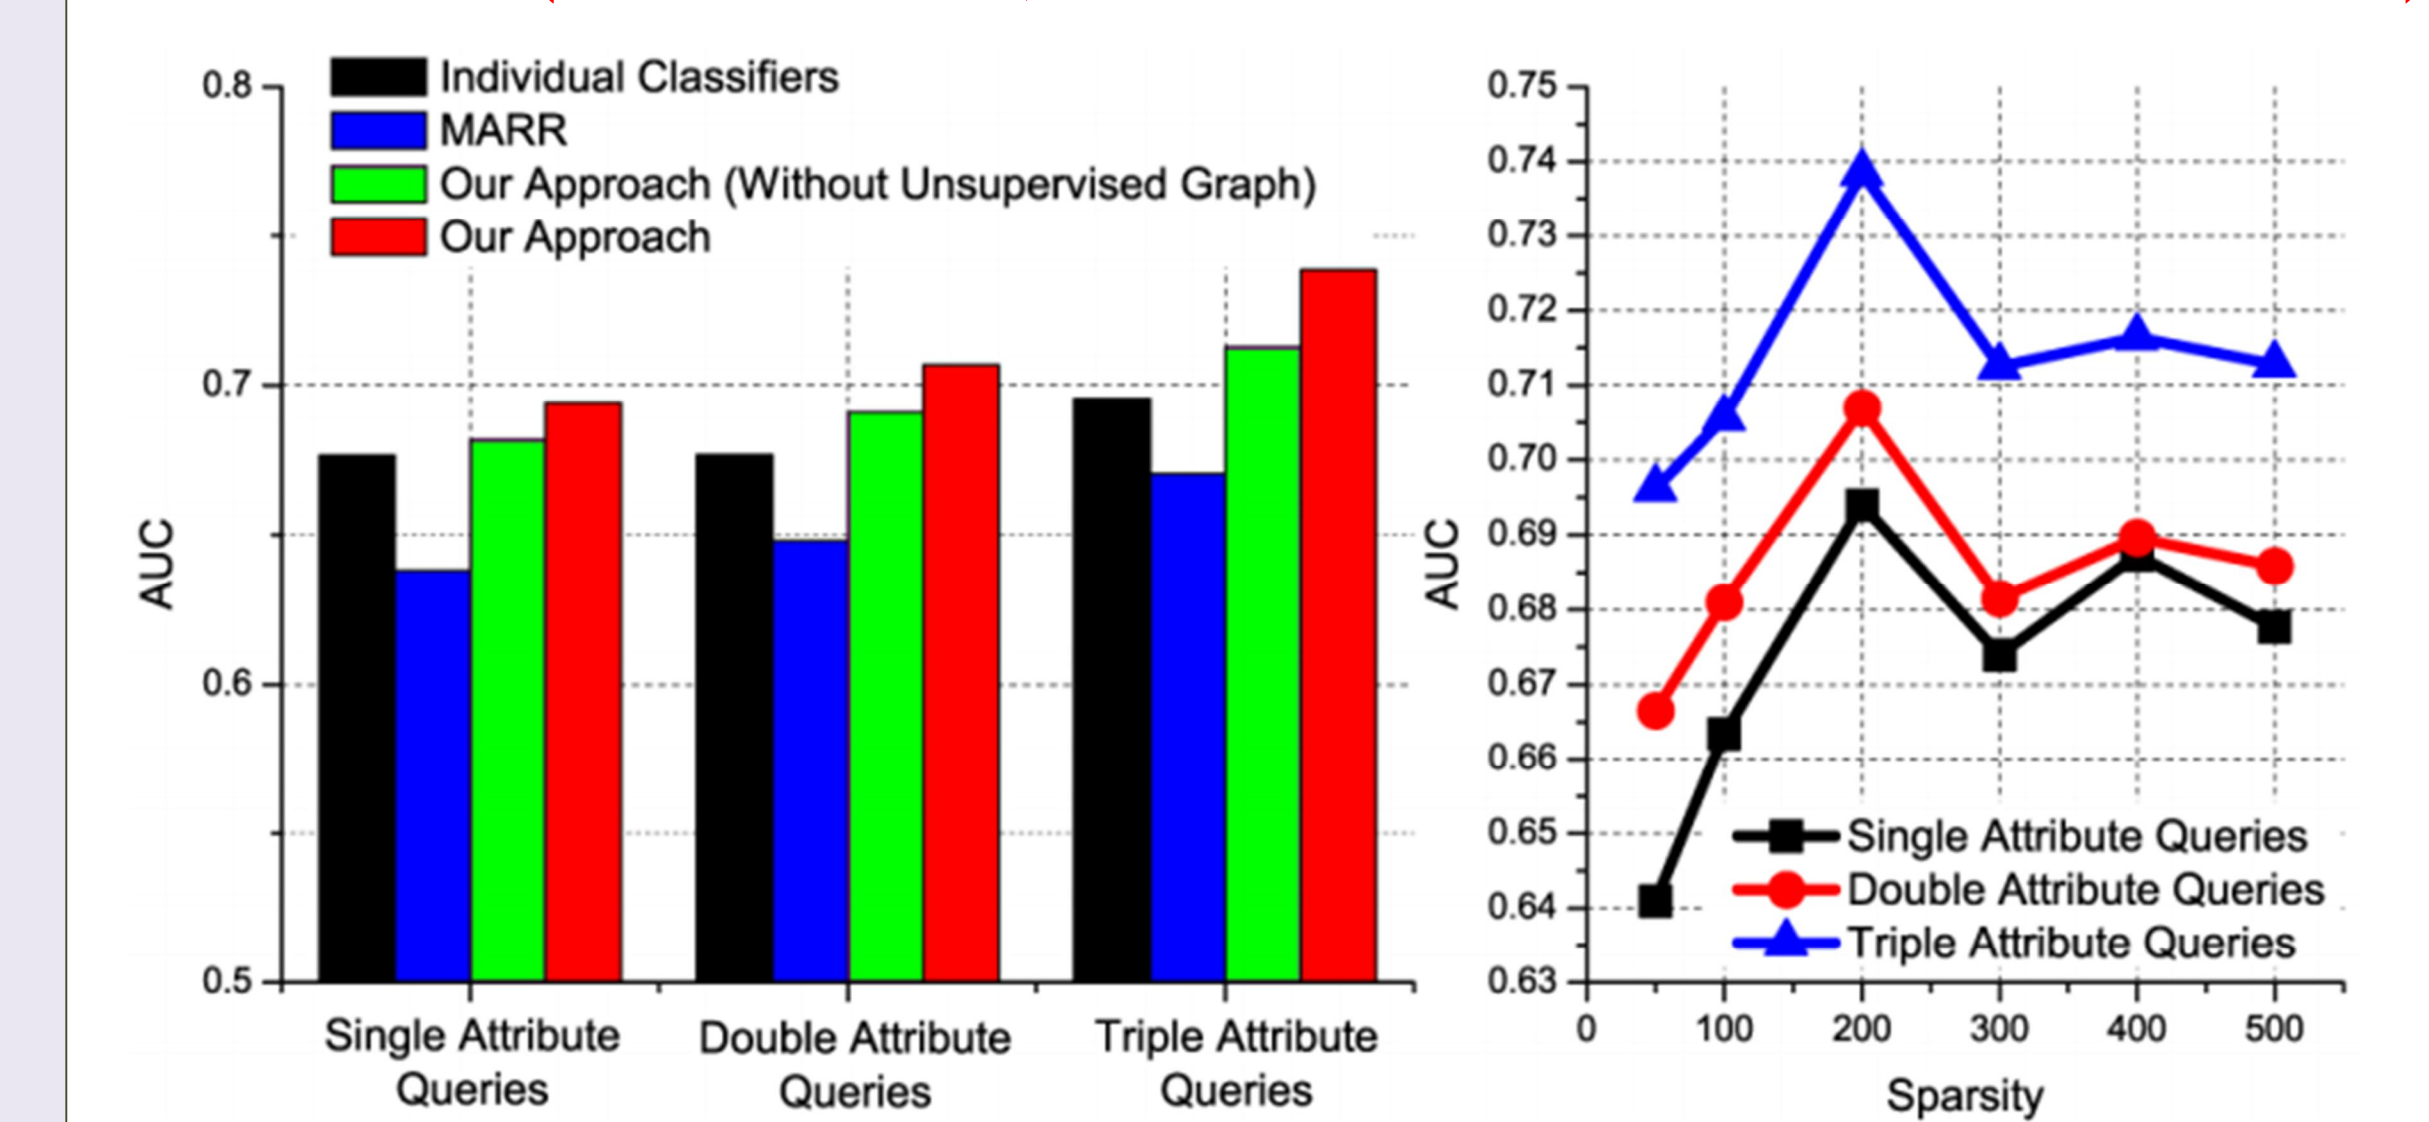 Individual Classifiers
MARR
Our Approach (Without Unsupervised Graph)
Our Approach
0.8
0.7
0.6
0.5
AUC
Single Attribute
Queries
Double Attribute
Queries
Triple Attribute
Queries
0.75
0.74
0.73
0.72
0.71
0.70
0.69
0.68
0.67
0.66
0.65
0.64
0.63
AUC
Single Attribute Queries
Double Attribute Queries
Triple Attribute Queries
0 100 200 300 400 500
Sparsity